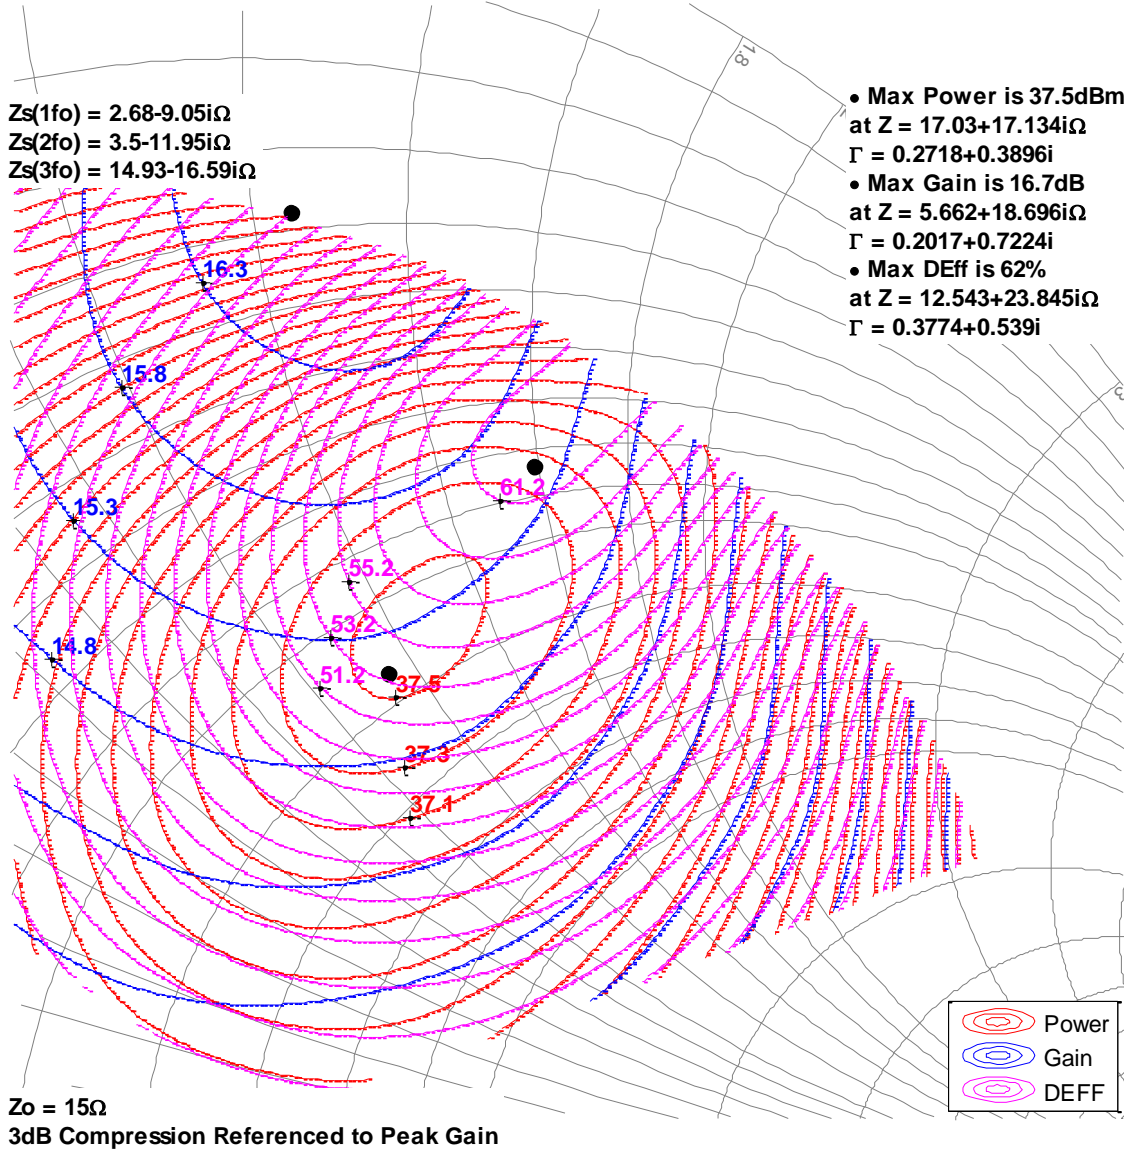 1.8
Zs(1fo) = 2.68-9.05iΩ
Zs(2fo) = 3.5-11.95iΩ
Zs(3fo) = 14.93-16.59iΩ
• Max Power is 37.5dBm
at Z = 17.03+17.134iΩ
Γ = 0.2718+0.3896i
• Max Gain is 16.7dB
at Z = 5.662+18.696iΩ
Γ = 0.2017+0.7224i
• Max DEff is 62%
at Z = 12.543+23.845iΩ
Γ = 0.3774+0.539i
16.3
15.8
61.2
15.3
55.2
53.2
14.8
51.2
37.5
37.3
37.1
Power
Gain
DEFF
Zo = 15Ω
3dB Compression Referenced to Peak Gain